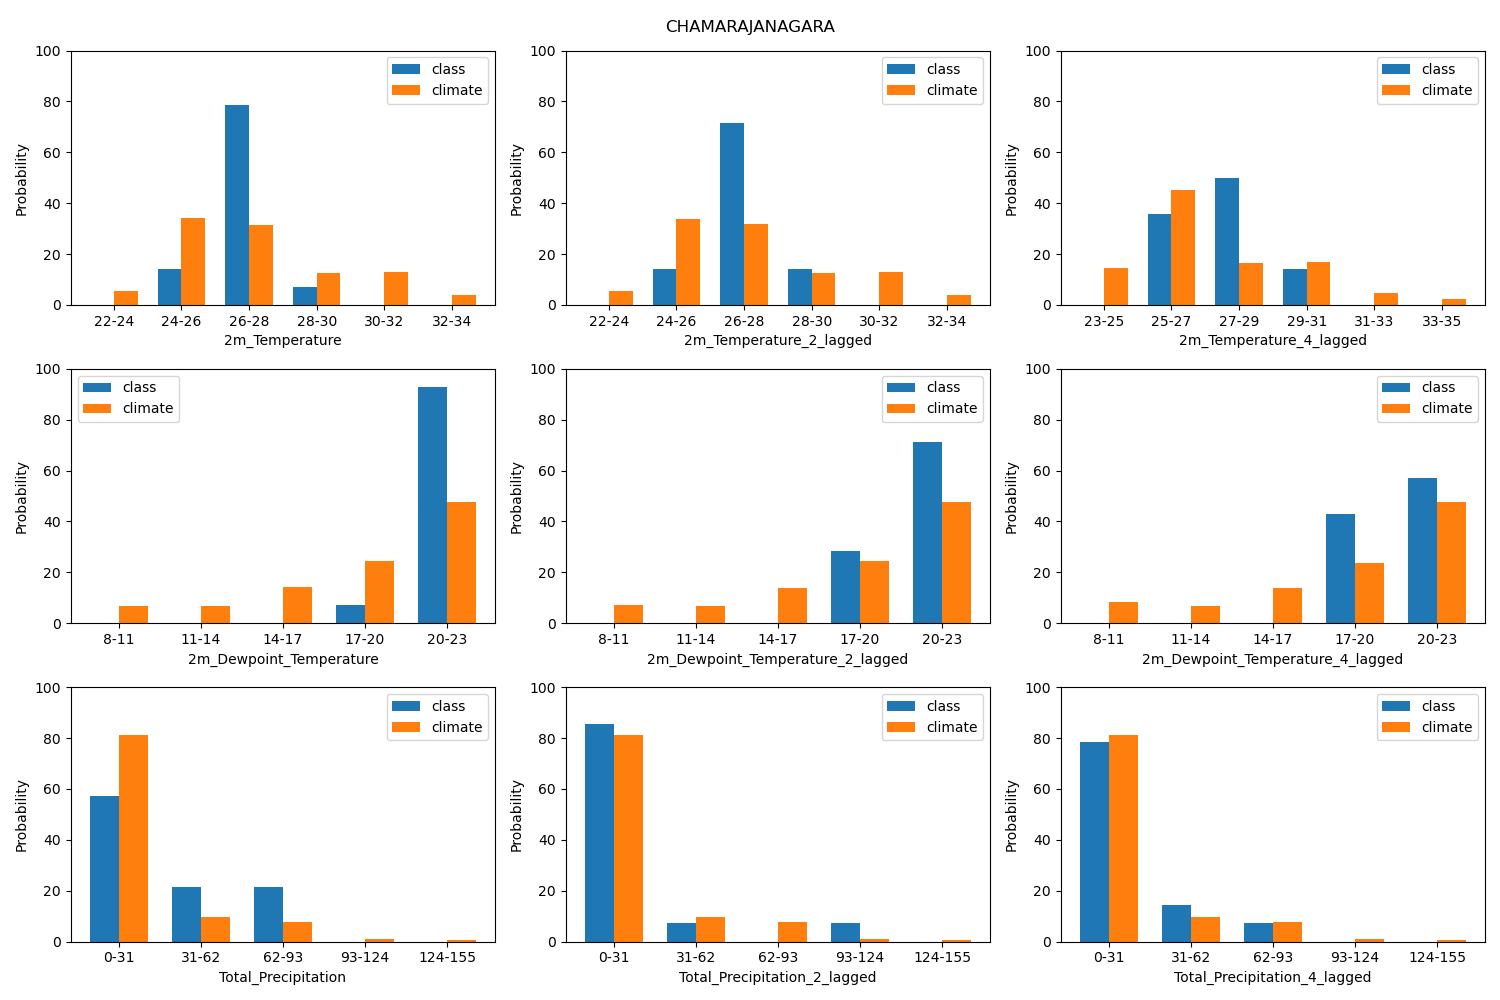 CHAMARAJANAGARA
100
80
60
40
20
0
Probability
class
climate
22-24 24-26 26-28 28-30 30-32 32-34
2m_Temperature
100
80
60
40
20
0
Probability
class
climate
22-24 24-26 26-28 28-30 30-32 32-34
2m_Temperature_2_lagged
100
80
60
40
20
0
Probability
class
climate
23-25 25-27 27-29 29-31 31-33 33-35
2m_Temperature_4_lagged
100
80
60
40
20
0
Probability
class
climate
8-11 11-14 14-17 17-20 20-23
2m_Dewpoint_Temperature
100
80
60
40
20
0
Probability
class
climate
8-11 11-14 14-17 17-20 20-23
2m_Dewpoint_Temperature_2_lagged
100
80
60
40
20
0
Probability
class
climate
8-11 11-14 14-17 17-20 20-23
2m_Dewpoint_Temperature_4_lagged
100
80
60
40
20
0
Probability
class
climate
0-31 31-62 62-93 93-124 124-155
Total_Precipitation
100
80
60
40
20
0
Probability
class
climate
0-31 31-62 62-93 93-124 124-155
Total_Precipitation_2_lagged
100
80
60
40
20
0
Probability
class
climate
0-31 31-62 62-93 93-124 124-155
Total_Precipitation_4_lagged